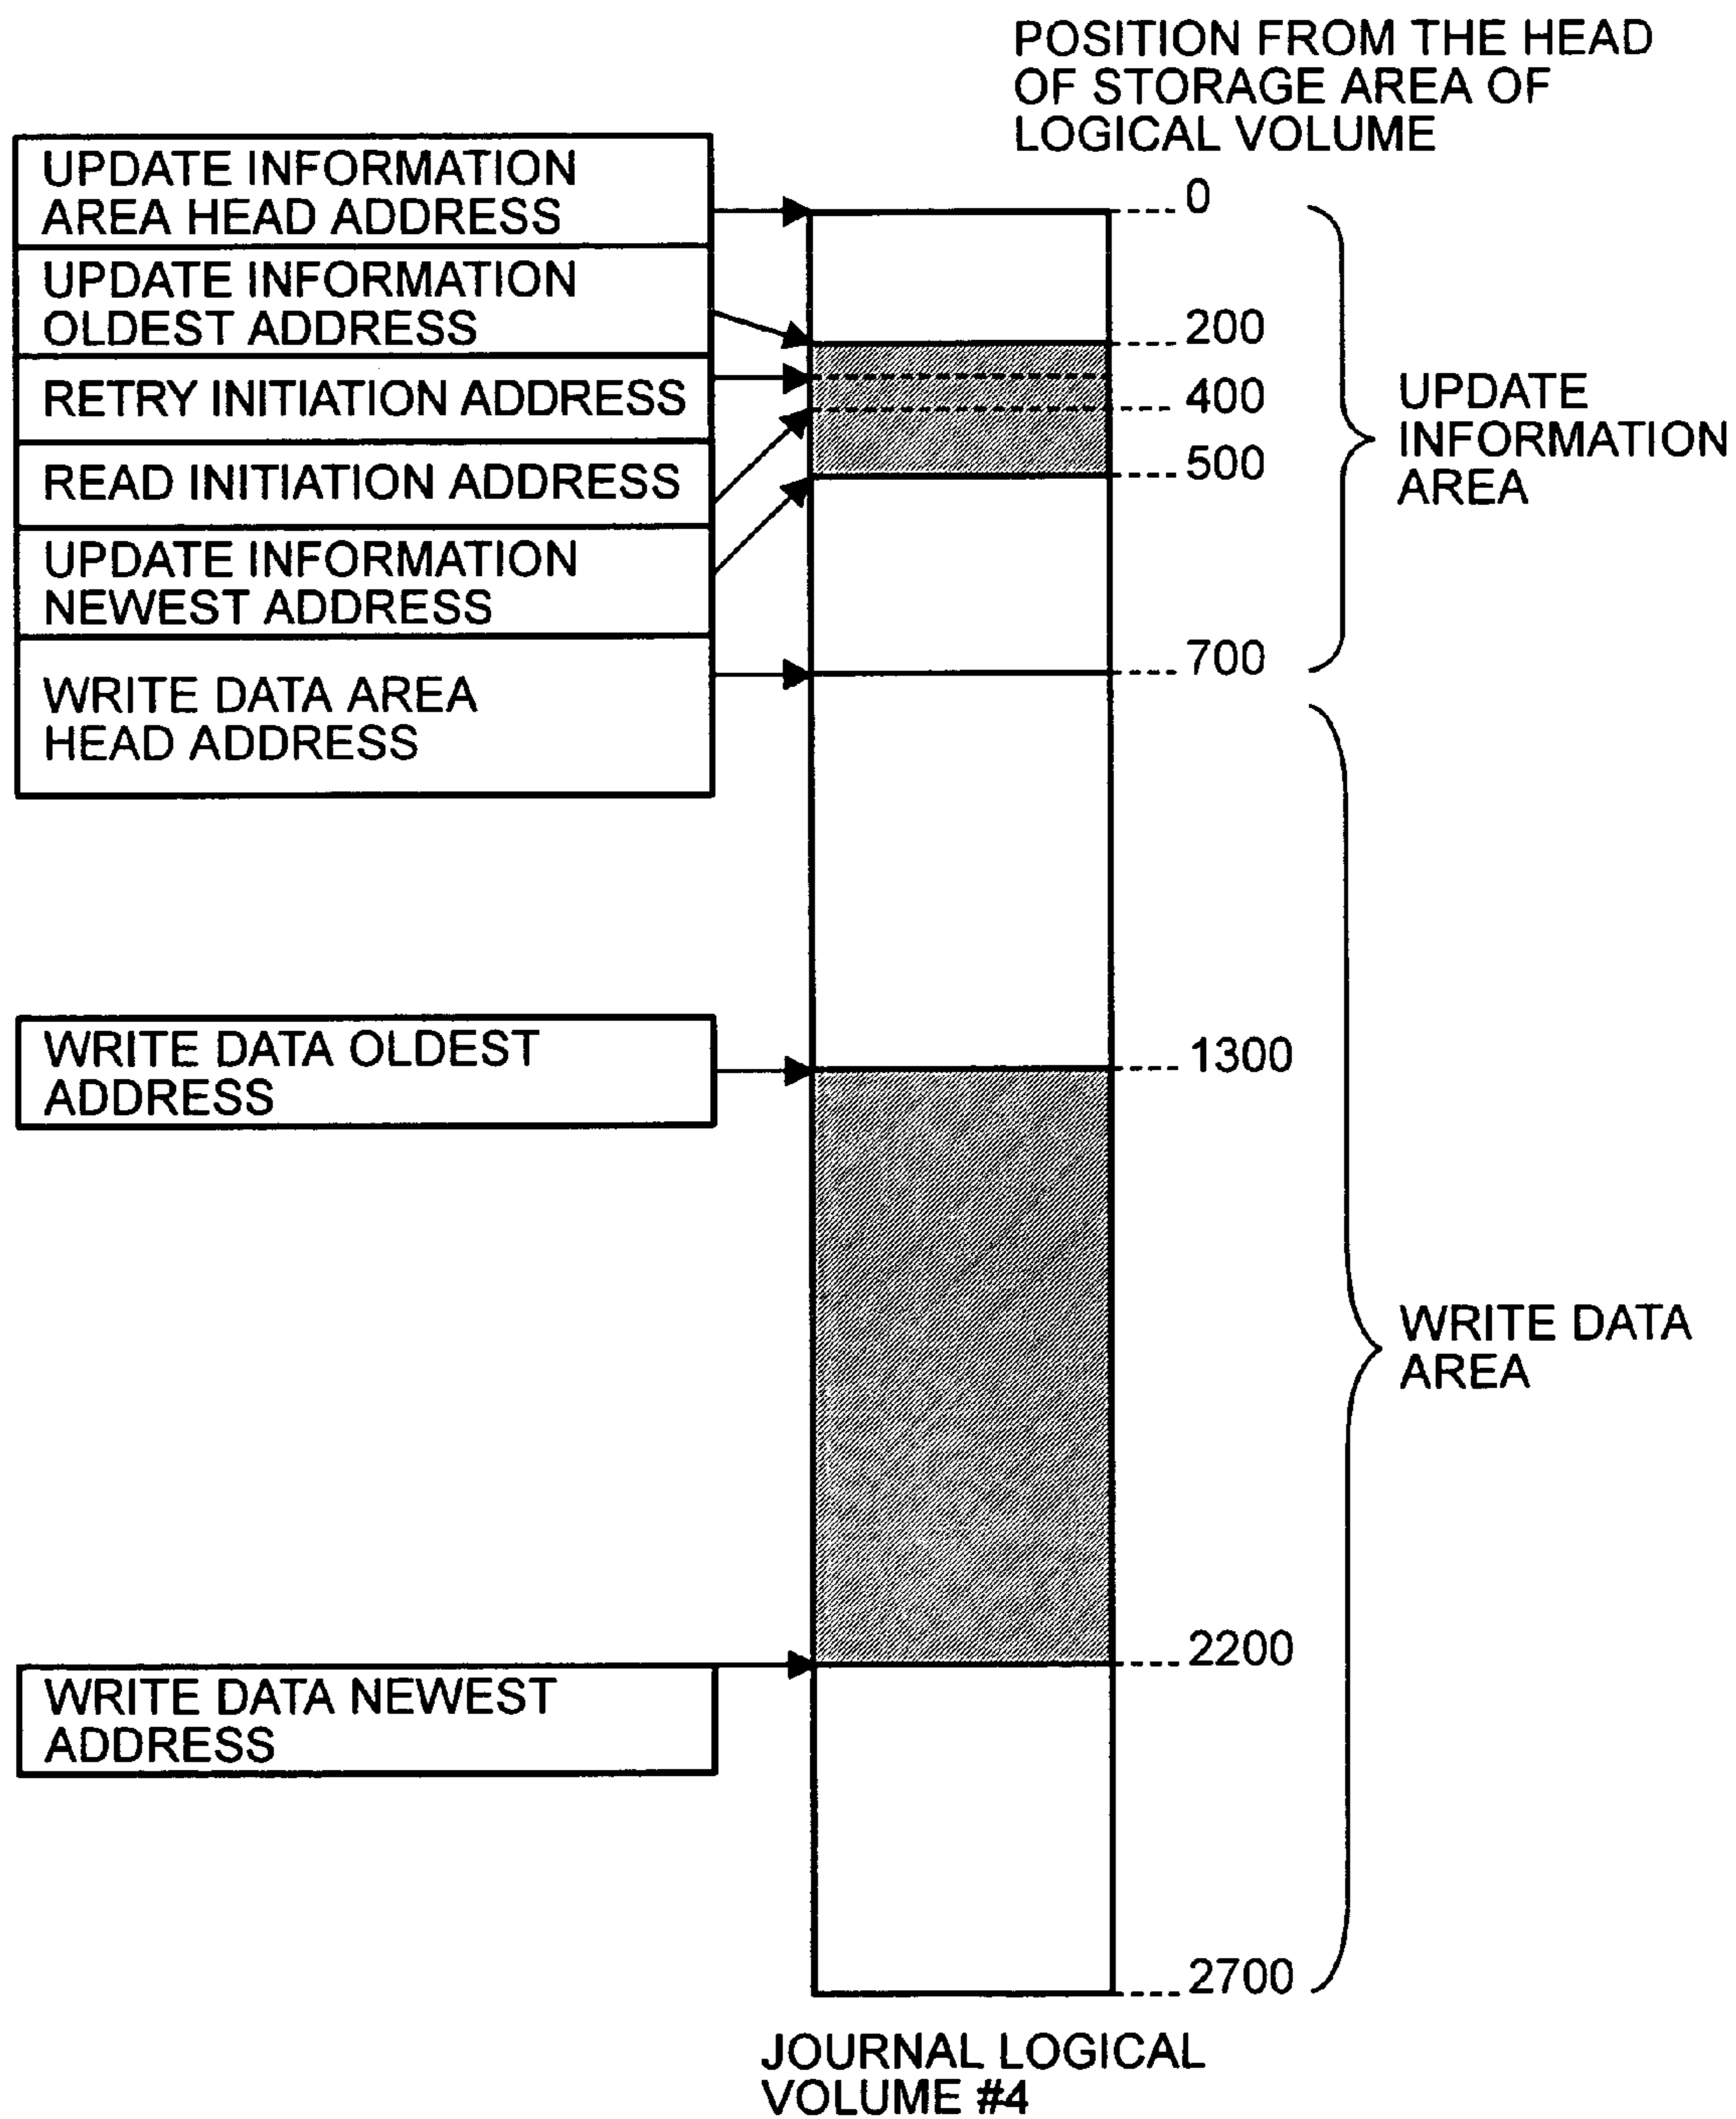 POSITION FROM THE HEAD
OF STORAGE AREA OF
LOGICAL VOLUME
UPDATE INFORMATION
AREA HEAD ADDRESS
UPDATE INFORMATION
OLDEST ADDRESS
RETRY INITIATION ADDRESS
READ INITIATION ADDRESS
UPDATE INFORMATION
NEWEST ADDRESS
WRITE DATA AREA
HEAD ADDRESS
0
200
400
500
700
UPDATE
INFORMATION
AREA
WRITE DATA OLDEST
ADDRESS
1300
WRITE DATA
AREA
WRITE DATA NEWEST
ADDRESS
2200
2700
JOURNAL LOGICAL
VOLUME #4